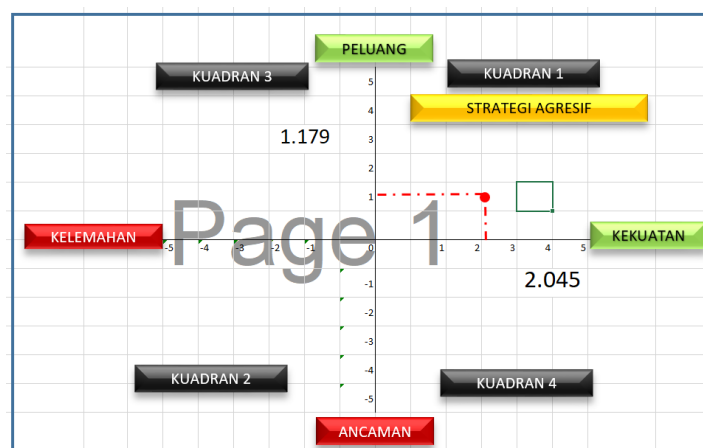 PELUANG
KUADRAN 3
KUADRAN 1
STRATEGI AGRESIF
5
4
3
2
1
1.179
Page 1
KELEMAHAN
-5 -4 -3 -2 -1 0 1 2 3 4 5
KEKUATAN
2.045
-1
-2
-3
-4
-5
KUADRAN 2
KUADRAN 4
ANCAMAN